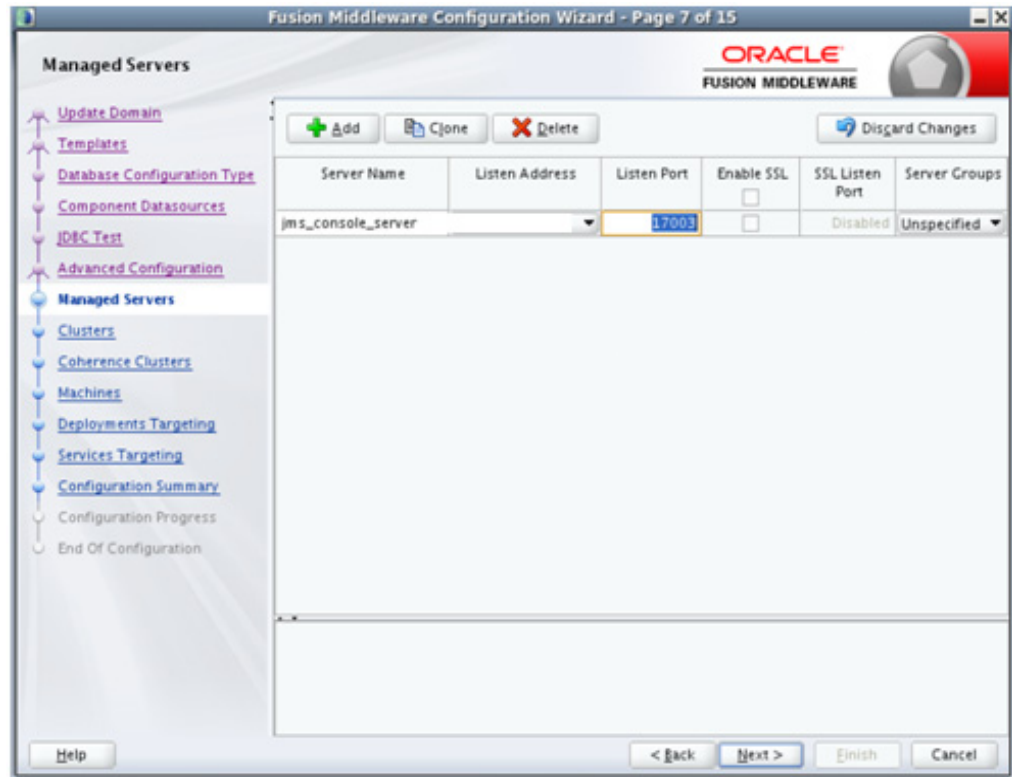 Fusion Middleware Configuration Wizard - Page 7 of 15
Managed Servers
ORACLE
FUSION MIDDLEWARE
Update Domain
Templates
Database Configuration Type
Component Datasources
JDBC Test
Advanced Configuration
Managed Servers
Clusters
Coherence Clusters
Machines
Deployments Targeting
Services Targeting
Configuration Summary
Configuration Progress
End Of Configuration
Add Clone Delete Discard Changes
Server Name Listen Address Listen Port Enable SSL SSL Listen Port Server Groups
jms_console_server 17003 Disabled Unspecified
Help < Back Next > Finish Cancel